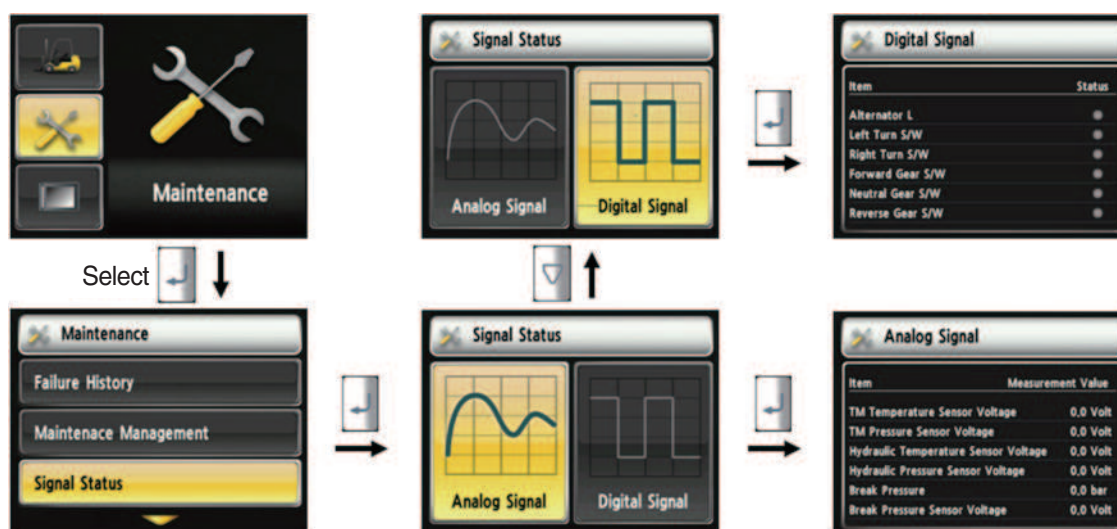 Maintenance
Select
Maintenance
Failure History
Maintenace Management
Signal Status
Signal Status
Analog Signal
Digital Signal
Signal Status
Analog Signal
Digital Signal
Digital Signal
Item Status
Alternator L
Left Turn S/W
Right Turn S/W
Forward Gear S/W
Neutral Gear S/W
Reverse Gear S/W
Analog Signal
Item Measurement Value
TM Temperature Sensor Voltage 0,0 Volt
TM Pressure Sensor Voltage 0,0 Volt
Hydraulic Temperature Sensor Voltage 0,0 Volt
Hydraulic Pressure Sensor Voltage 0,0 Volt
Break Pressure 0,0 bar
Break Pressure Sensor Voltage 0,0 Volt